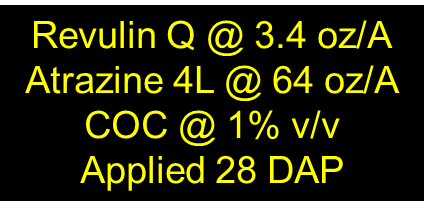 Revulin Q @ 3.4 oz/A
Atrazine 4L @ 64 oz/A
COC @ 1% v/v
Applied 28 DAP